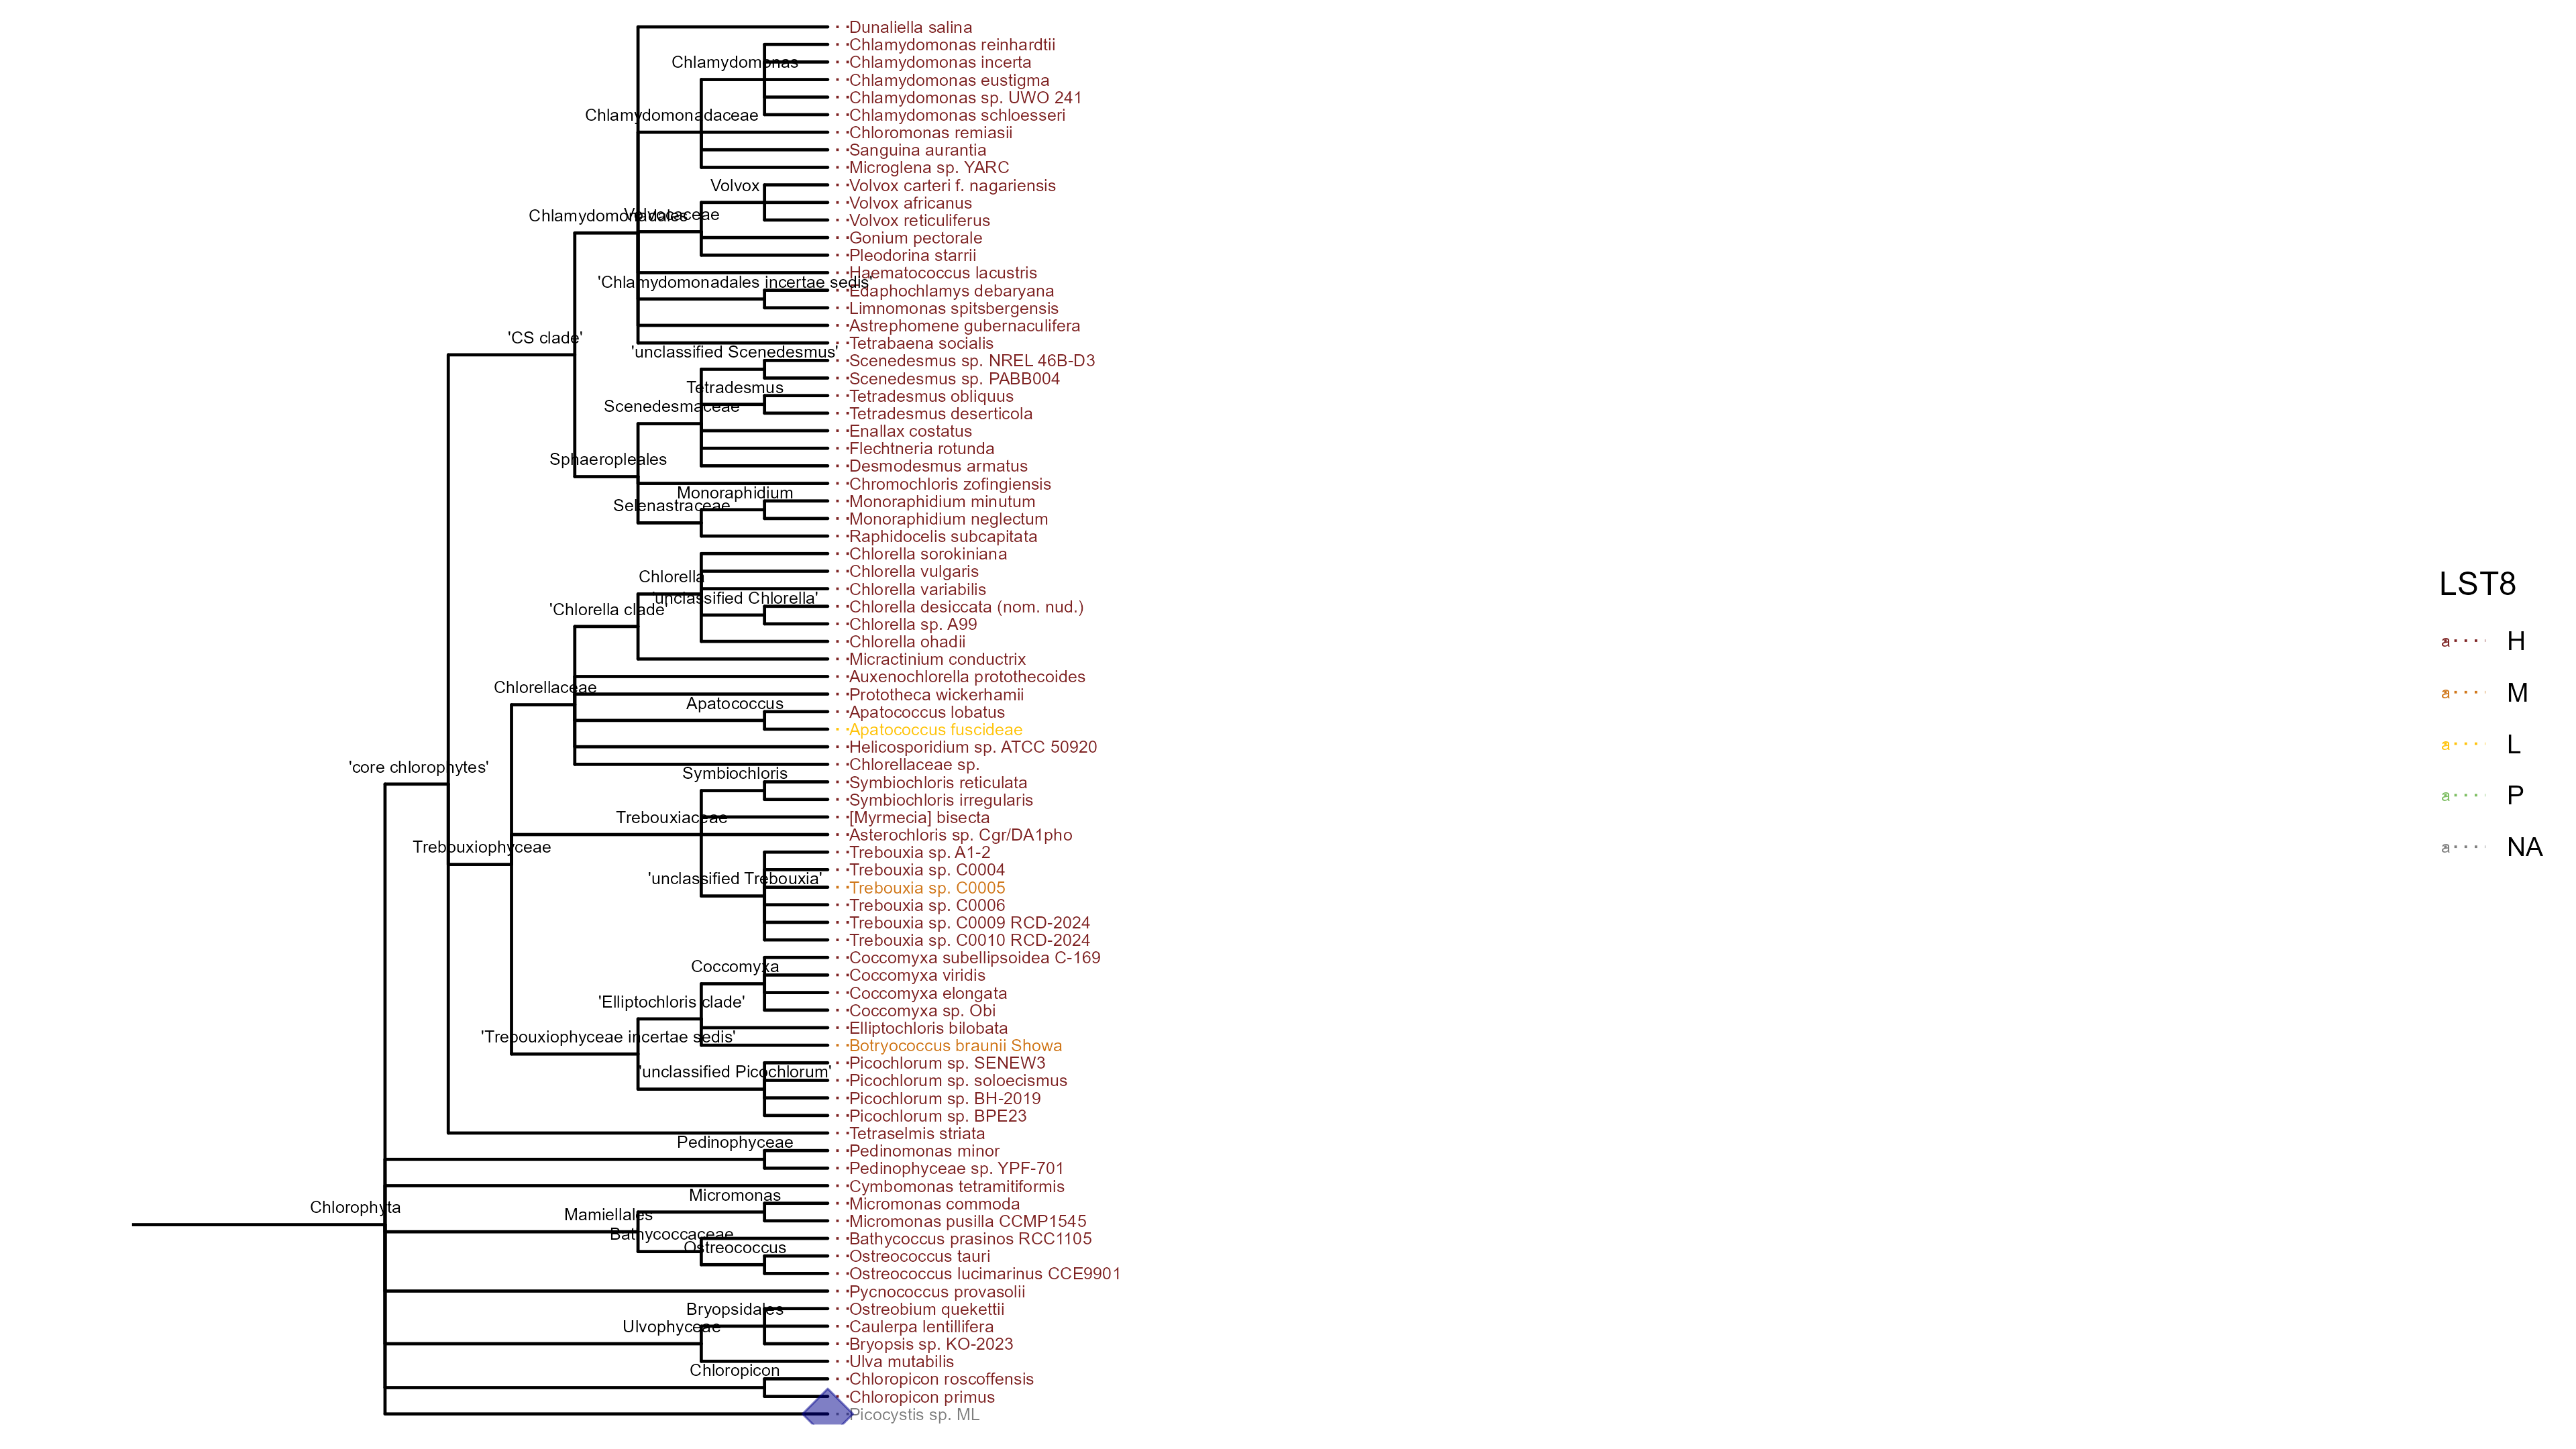 Dunaliella salina
Chlamydomonas reinhardtii
Chlamydomonas
Chlamydomonas incerta
Chlamydomonas eustigma
Chlamydomonas sp. UWO 241
Chlamydomonadaceae
Chlamydomonas schloesseri
Chloromonas remiasii
Sanguina aurantia
Microglena sp. YARC
Volvox
Volvox carteri f. nagariensis
Volvox africanus
Chlamydomonadales
Volvocaceae
Volvox reticuliferus
Gonium pectorale
Pleodorina starrii
Haematococcus lacustris
'Chlamydomonadales incertae sedis'
Edaphochlamys debaryana
Limnomonas spitsbergensis
Astrephomene gubernaculifera
'CS clade'
Tetrabaena socialis
'unclassified Scenedesmus'
Scenedesmus sp. NREL 46B-D3
Scenedesmus sp. PABB004
Tetradesmus
Tetradesmus obliquus
Scenedesmaceae
Tetradesmus deserticola
Enallax costatus
Flechtneria rotunda
Sphaeropleales
Desmodesmus armatus
Chromochloris zofingiensis
Monoraphidium
Monoraphidium minutum
Selenastraceae
Monoraphidium neglectum
Raphidocelis subcapitata
Chlorella sorokiniana
Chlorella
Chlorella vulgaris
Chlorella variabilis
'unclassified Chlorella'
'Chlorella clade'
Chlorella desiccata (nom. nud.)
Chlorella sp. A99
Chlorella ohadii
Micractinium conductrix
Auxenochlorella protothecoides
Chlorellaceae
Prototheca wickerhamii
Apatococcus
Apatococcus lobatus
Apatococcus fuscideae
Helicosporidium sp. ATCC 50920
'core chlorophytes'
Chlorellaceae sp.
Symbiochloris
Symbiochloris reticulata
Symbiochloris irregularis
Trebouxiaceae
[Myrmecia] bisecta
Asterochloris sp. Cgr/DA1pho
Trebouxiophyceae
Trebouxia sp. A1-2
Trebouxia sp. C0004
'unclassified Trebouxia'
Trebouxia sp. C0005
Trebouxia sp. C0006
Trebouxia sp. C0009 RCD-2024
Trebouxia sp. C0010 RCD-2024
Coccomyxa subellipsoidea C-169
Coccomyxa
Coccomyxa viridis
Coccomyxa elongata
'Elliptochloris clade'
Coccomyxa sp. Obi
Elliptochloris bilobata
'Trebouxiophyceae incertae sedis'
Botryococcus braunii Showa
Picochlorum sp. SENEW3
'unclassified Picochlorum'
Picochlorum sp. soloecismus
Picochlorum sp. BH-2019
Picochlorum sp. BPE23
Tetraselmis striata
Pedinophyceae
Pedinomonas minor
Pedinophyceae sp. YPF-701
Cymbomonas tetramitiformis
Micromonas
Micromonas commoda
Chlorophyta
Mamiellales
Micromonas pusilla CCMP1545
Bathycoccaceae
Bathycoccus prasinos RCC1105
Ostreococcus
Ostreococcus tauri
Ostreococcus lucimarinus CCE9901
Pycnococcus provasolii
Bryopsidales
Ostreobium quekettii
Ulvophyceae
Caulerpa lentillifera
Bryopsis sp. KO-2023
Ulva mutabilis
Chloropicon
Chloropicon roscoffensis
Chloropicon primus
Picocystis sp. ML
LST8
a H
a M
a L
a P
a NA